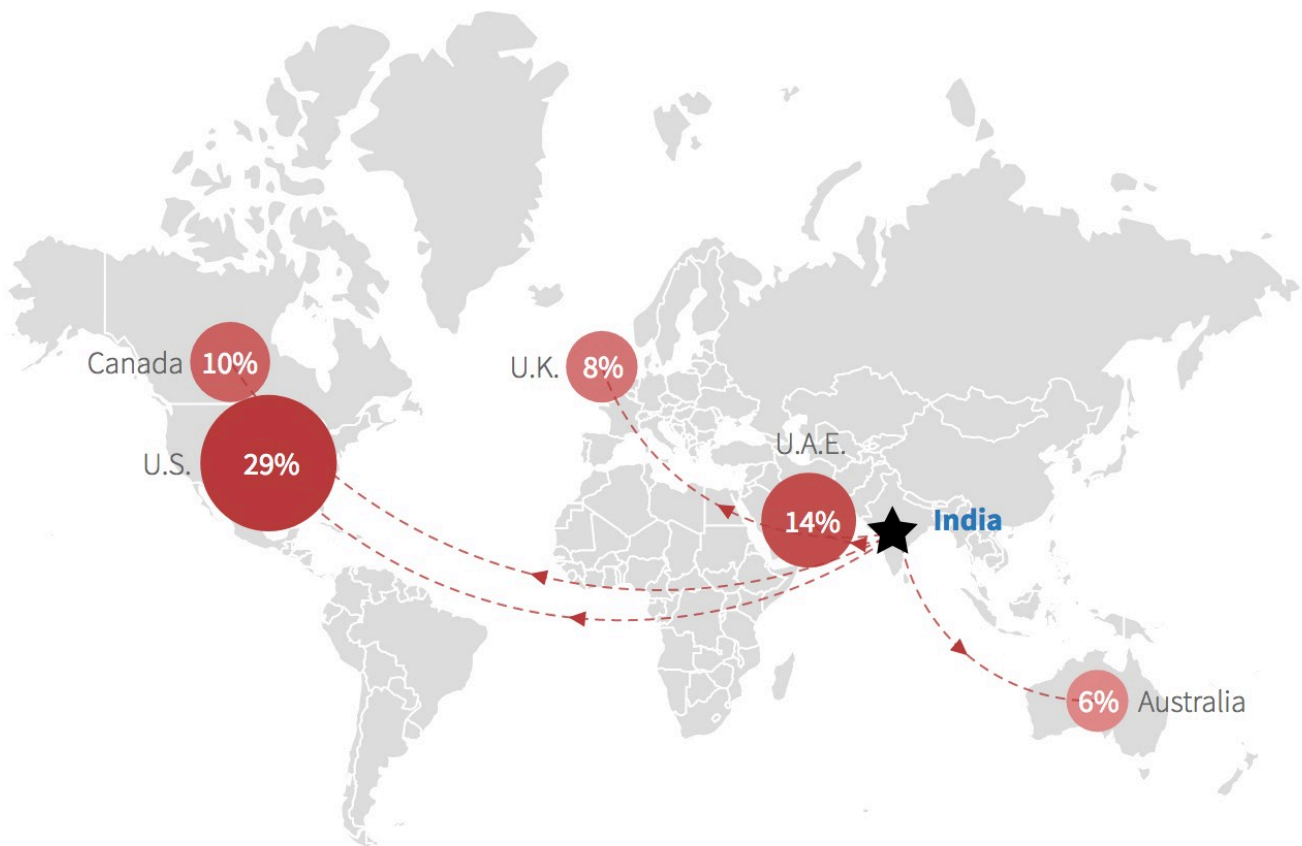 Canada 10%
U.K. 8%
U.A.E.
U.S. 29%
14%
India
6% Australia